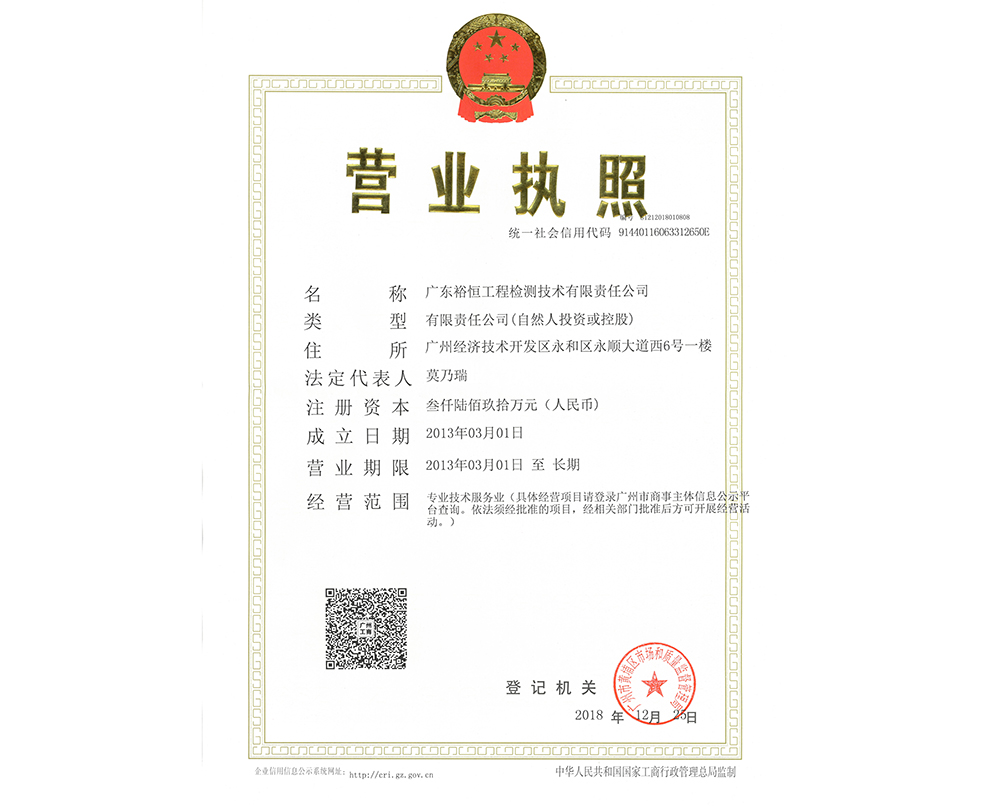 营业执照
编号 S1212018010808
统一社会信用代码 91440116063312650E
名称 广东裕恒工程检测技术有限责任公司
类型 有限责任公司(自然人投资或控股)
住所 广州经济技术开发区永和区永顺大道西6号一楼
法定代表人 莫乃瑞
注册资本 叁仟陆佰玖拾万元（人民币）
成立日期 2013年03月01日
营业期限 2013年03月01日 至 长期
经营范围 专业技术服务业（具体经营项目请登录广州市商事主体信息公示平
台查询。依法须经批准的项目，经相关部门批准后方可开展经营活
动。）
广州
工商
广州市黄埔区市场和质量监督管理局
登记机关
2018 年 12月 25日
企业信用信息公示系统网址：http://cri.gz.gov.cn
中华人民共和国国家工商行政管理总局监制